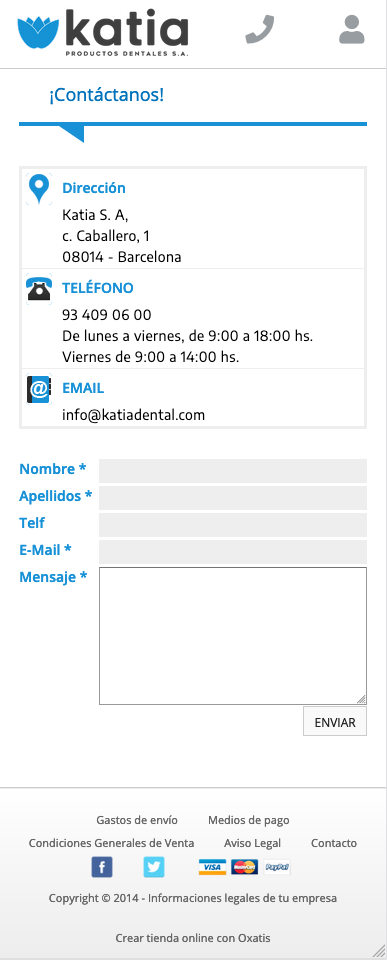 katia
PRODUCTOS DENTALES S.A.
¡Contáctanos!
Dirección
Katia S. A,
c. Caballero, 1
08014 - Barcelona
TELÉFONO
93 409 06 00
De lunes a viernes, de 9:00 a 18:00 hs.
Viernes de 9:00 a 14:00 hs.
@
EMAIL
info@katiadental.com
Nombre *
Apellidos *
Telf
E-Mail *
Mensaje *
ENVIAR
Gastos de envío Medios de pago
Condiciones Generales de Venta Aviso Legal Contacto
f VISA MasterCard PayPal
Copyright © 2014 - Informaciones legales de tu empresa
Crear tienda online con Oxatis